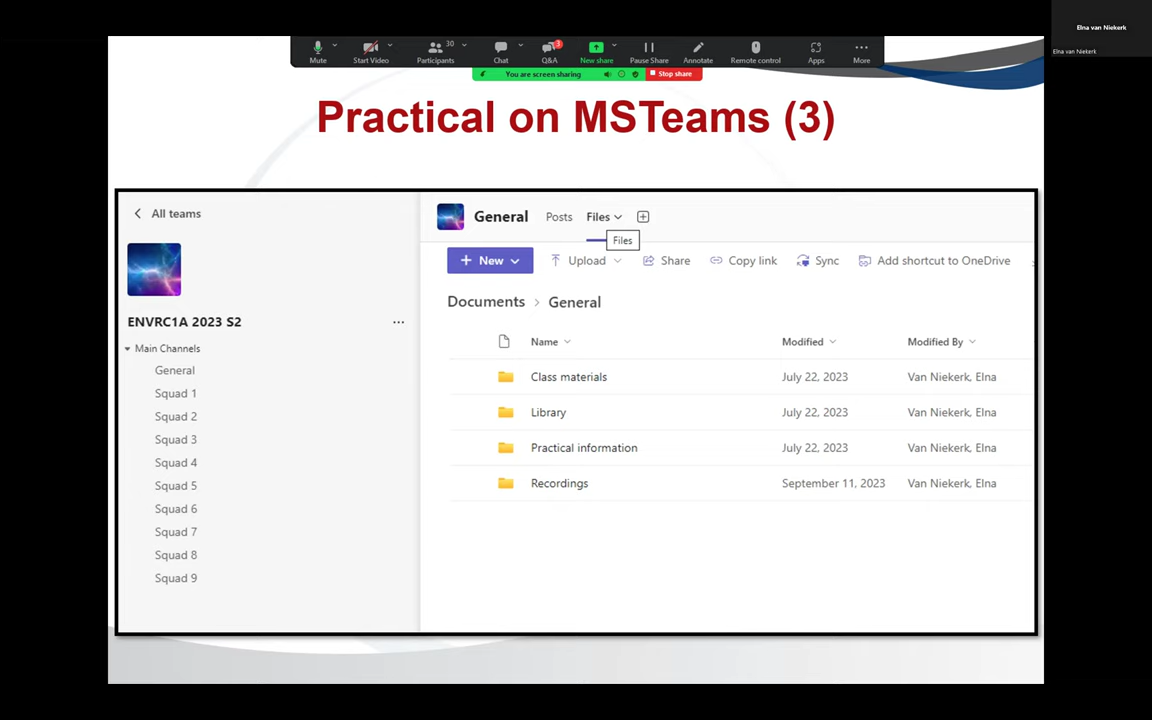 Elna van Niekerk
Elna van Niekerk
30
3
Mute
Start Video
Participants
Chat
Q&A
New share
Pause Share
Annotate
Remote control
Apps
More
You are screen sharing
Stop share
Practical on MSTeams (3)
All teams
ENVRC1A 2023 S2
Main Channels
General
Squad 1
Squad 2
Squad 3
Squad 4
Squad 5
Squad 6
Squad 7
Squad 8
Squad 9
General Posts Files
Files
New Upload Share Copy link Sync Add shortcut to OneDrive
Documents > General
Name Modified Modified By
Class materials July 22, 2023 Van Niekerk, Elna
Library July 22, 2023 Van Niekerk, Elna
Practical information July 22, 2023 Van Niekerk, Elna
Recordings September 11, 2023 Van Niekerk, Elna